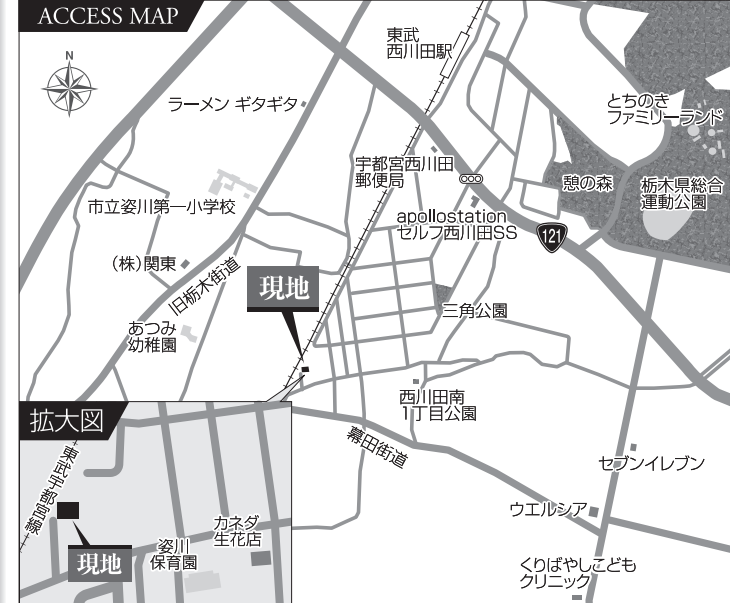 ACCESS MAP
N
東武
西川田駅
ラーメン ギタギタ
とちのき
ファミリーランド
宇都宮西川田
郵便局
憩の森
栃木県総合
運動公園
市立姿川第一小学校
apollostation
セルフ西川田SS
121
(株)関東
旧栃木街道
現地
三角公園
あつみ
幼稚園
西川田南
1丁目公園
幕田街道
セブンイレブン
ウエルシア
くりばやしこども
クリニック
拡大図
東武宇都宮線
現地
姿川
保育園
カネダ
生花店